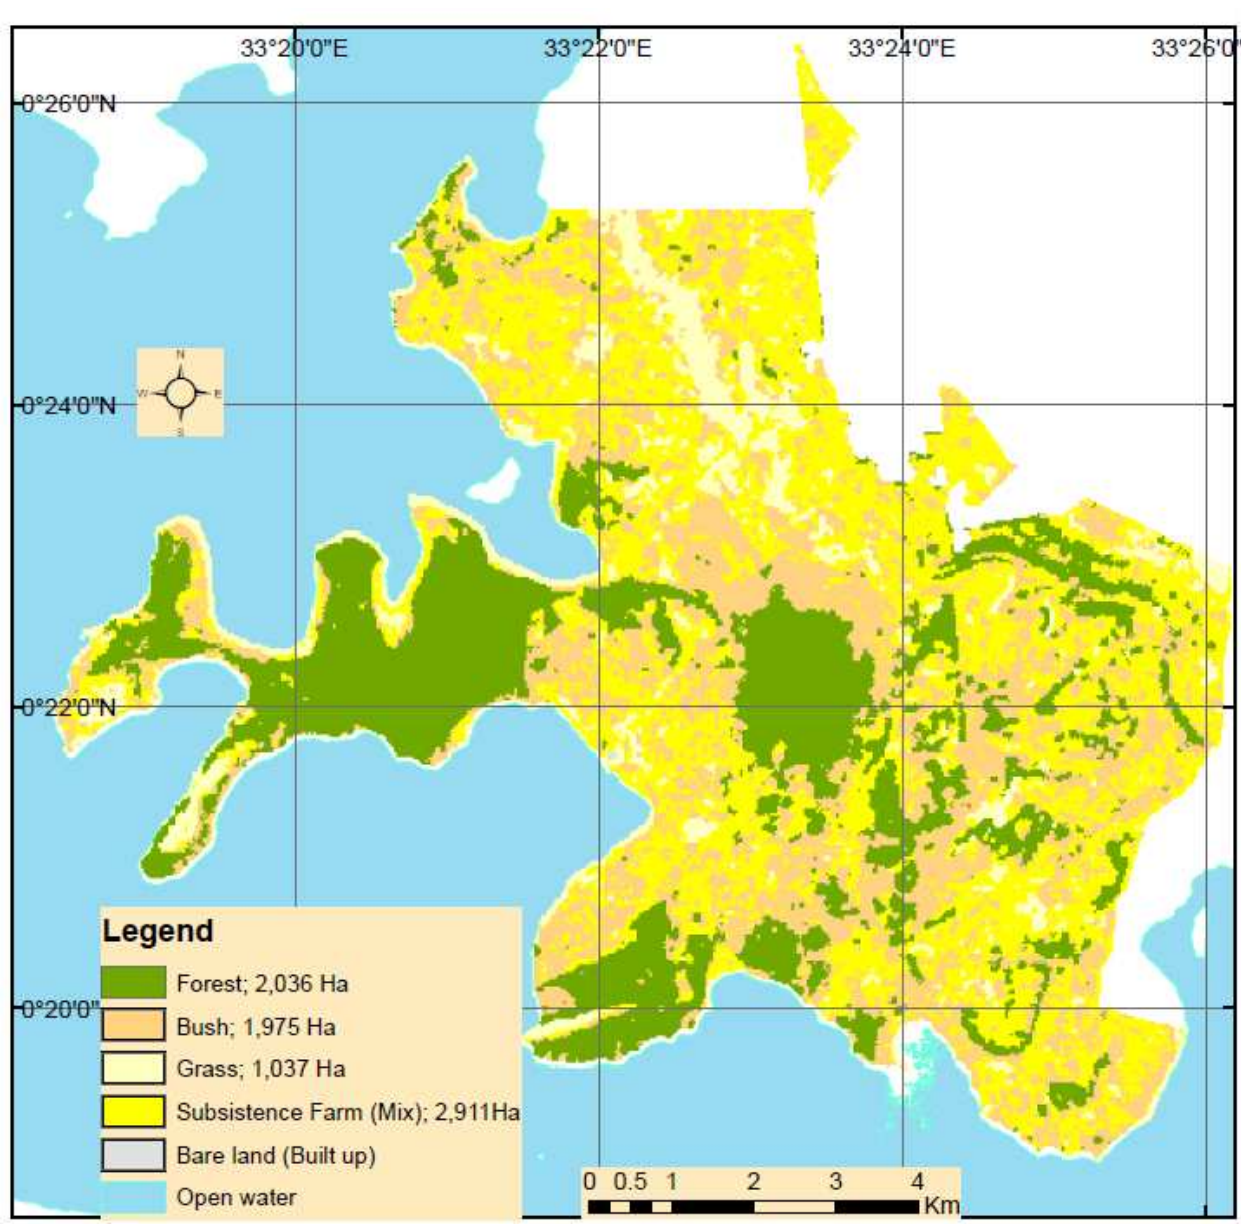 33°20'0"E 33°22'0"E 33°24'0"E 33°26'0"
0°26'0"N
N
W E
S
0°24'0"N
0°22'0"N
Legend
Forest; 2,036 Ha
0°20'0"
Bush; 1,975 Ha
Grass; 1,037 Ha
Subsistence Farm (Mix); 2,911Ha
Bare land (Built up)
Open water
0 0.5 1 2 3 4
Km